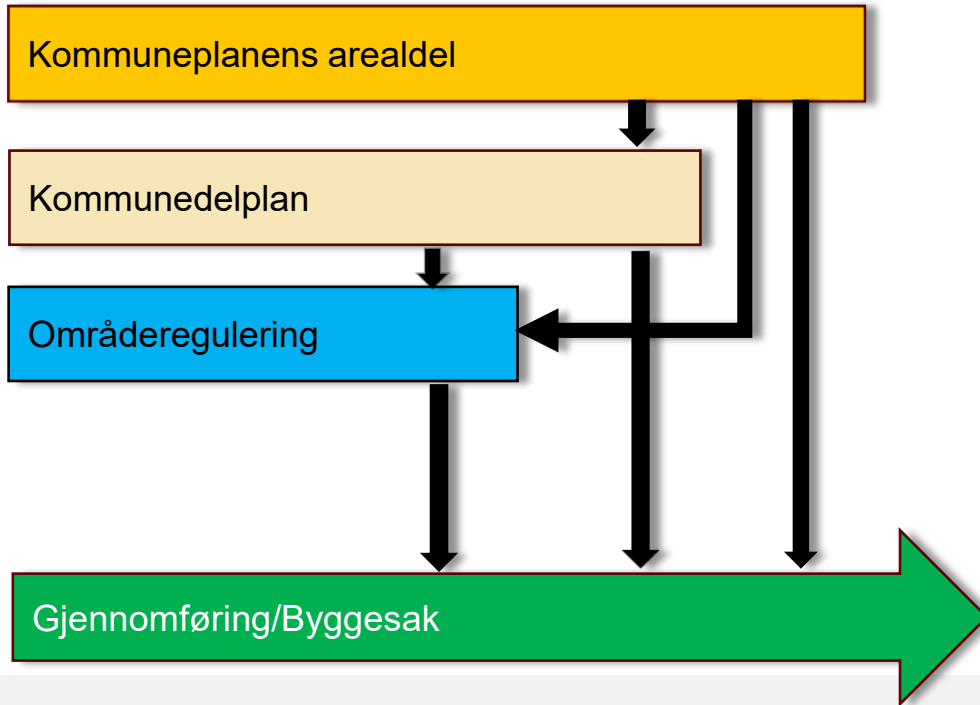 Kommuneplanens arealdel
Kommunedelplan
Områderegulering
Gjennomføring/Byggesak